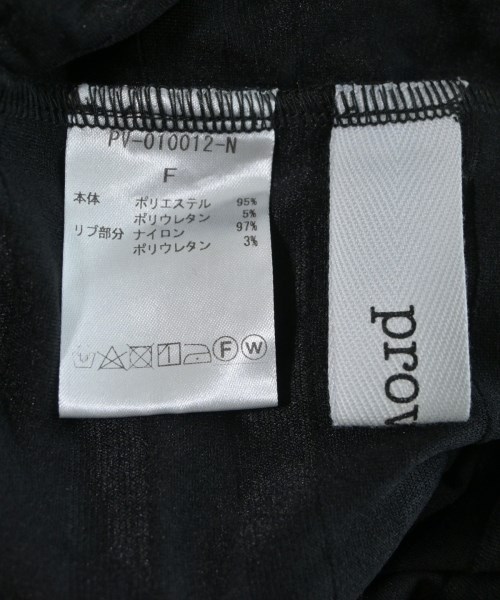 PV-010012-N
F
本体 ポリエステル 95%
ポリウレタン 5%
リブ部分 ナイロン 97%
ポリウレタン 3%
F W
prov